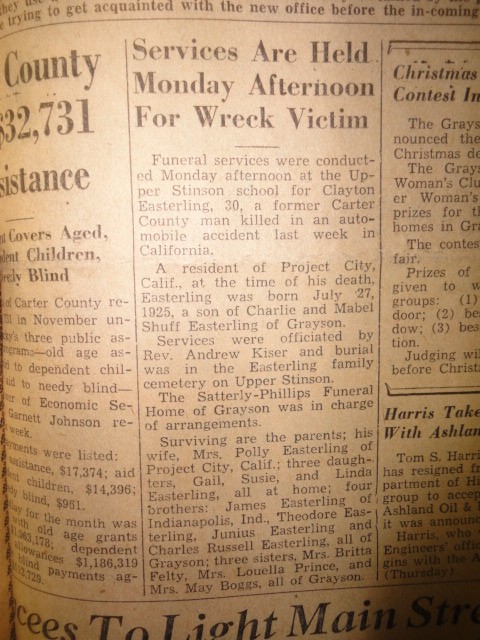 they use
trying to get acquainted with the new office before the in-coming
County
$32,731
sistance
Covers Aged,
dent Children,
Blind
of Carter County re-
in November un-
three public as-
old age as-
to dependent chil-
aid to needy blind—
of Economic Se-
Garnett Johnson re-
week.
were listed:
$17,374; aid
children, $14,396;
blind, $961.
for the month was
old age grants
dependent
$1,186,319
payments ag-
Services Are Held
Monday Afternoon
For Wreck Victim
Funeral services were conduct-
ed Monday afternoon at the Up-
per Stinson school for Clayton
Easterling, 30, a former Carter
County man killed in an auto-
mobile accident last week in
California.
A resident of Project City,
Calif., at the time of his death,
Easterling was born July 27,
1925, a son of Charlie and Mabel
Shuff Easterling of Grayson.
Services were officiated by
Rev. Andrew Kiser and burial
was in the Easterling family
cemetery on Upper Stinson.
The Satterly-Phillips Funeral
Home of Grayson was in charge
of arrangements.
Surviving are the parents; his
wife, Mrs. Polly Easterling of
Project City, Calif.; three daugh-
ters, Gail, Susie, and Linda
Easterling, all at home; four
brothers: James Easterling of
Indianapolis, Ind., Theodore Eas-
terling, Junius Easterling and
Charles Russell Easterling, all of
Grayson; three sisters, Mrs. Britta
Felty, Mrs. Louella Prince, and
Mrs. May Boggs, all of Grayson.
Christmas
Contest In
The Grays
nounced the
Christmas de
The Grays
Woman's Clu
er Woman's
prizes for th
homes in Gra
The contes
fair.
Prizes of
given to w
groups: (1)
door; (2) bes
dow; (3) bes
tion.
Judging wil
before Christ
Harris Take
With Ashlan
Tom S. Harri
has resigned fr
partment of Hi
group to accep
Ashland Oil &
it was announc
Harris, who
Engineers' offic
gins with the A
(Thursday).
cees To Light Main Stre